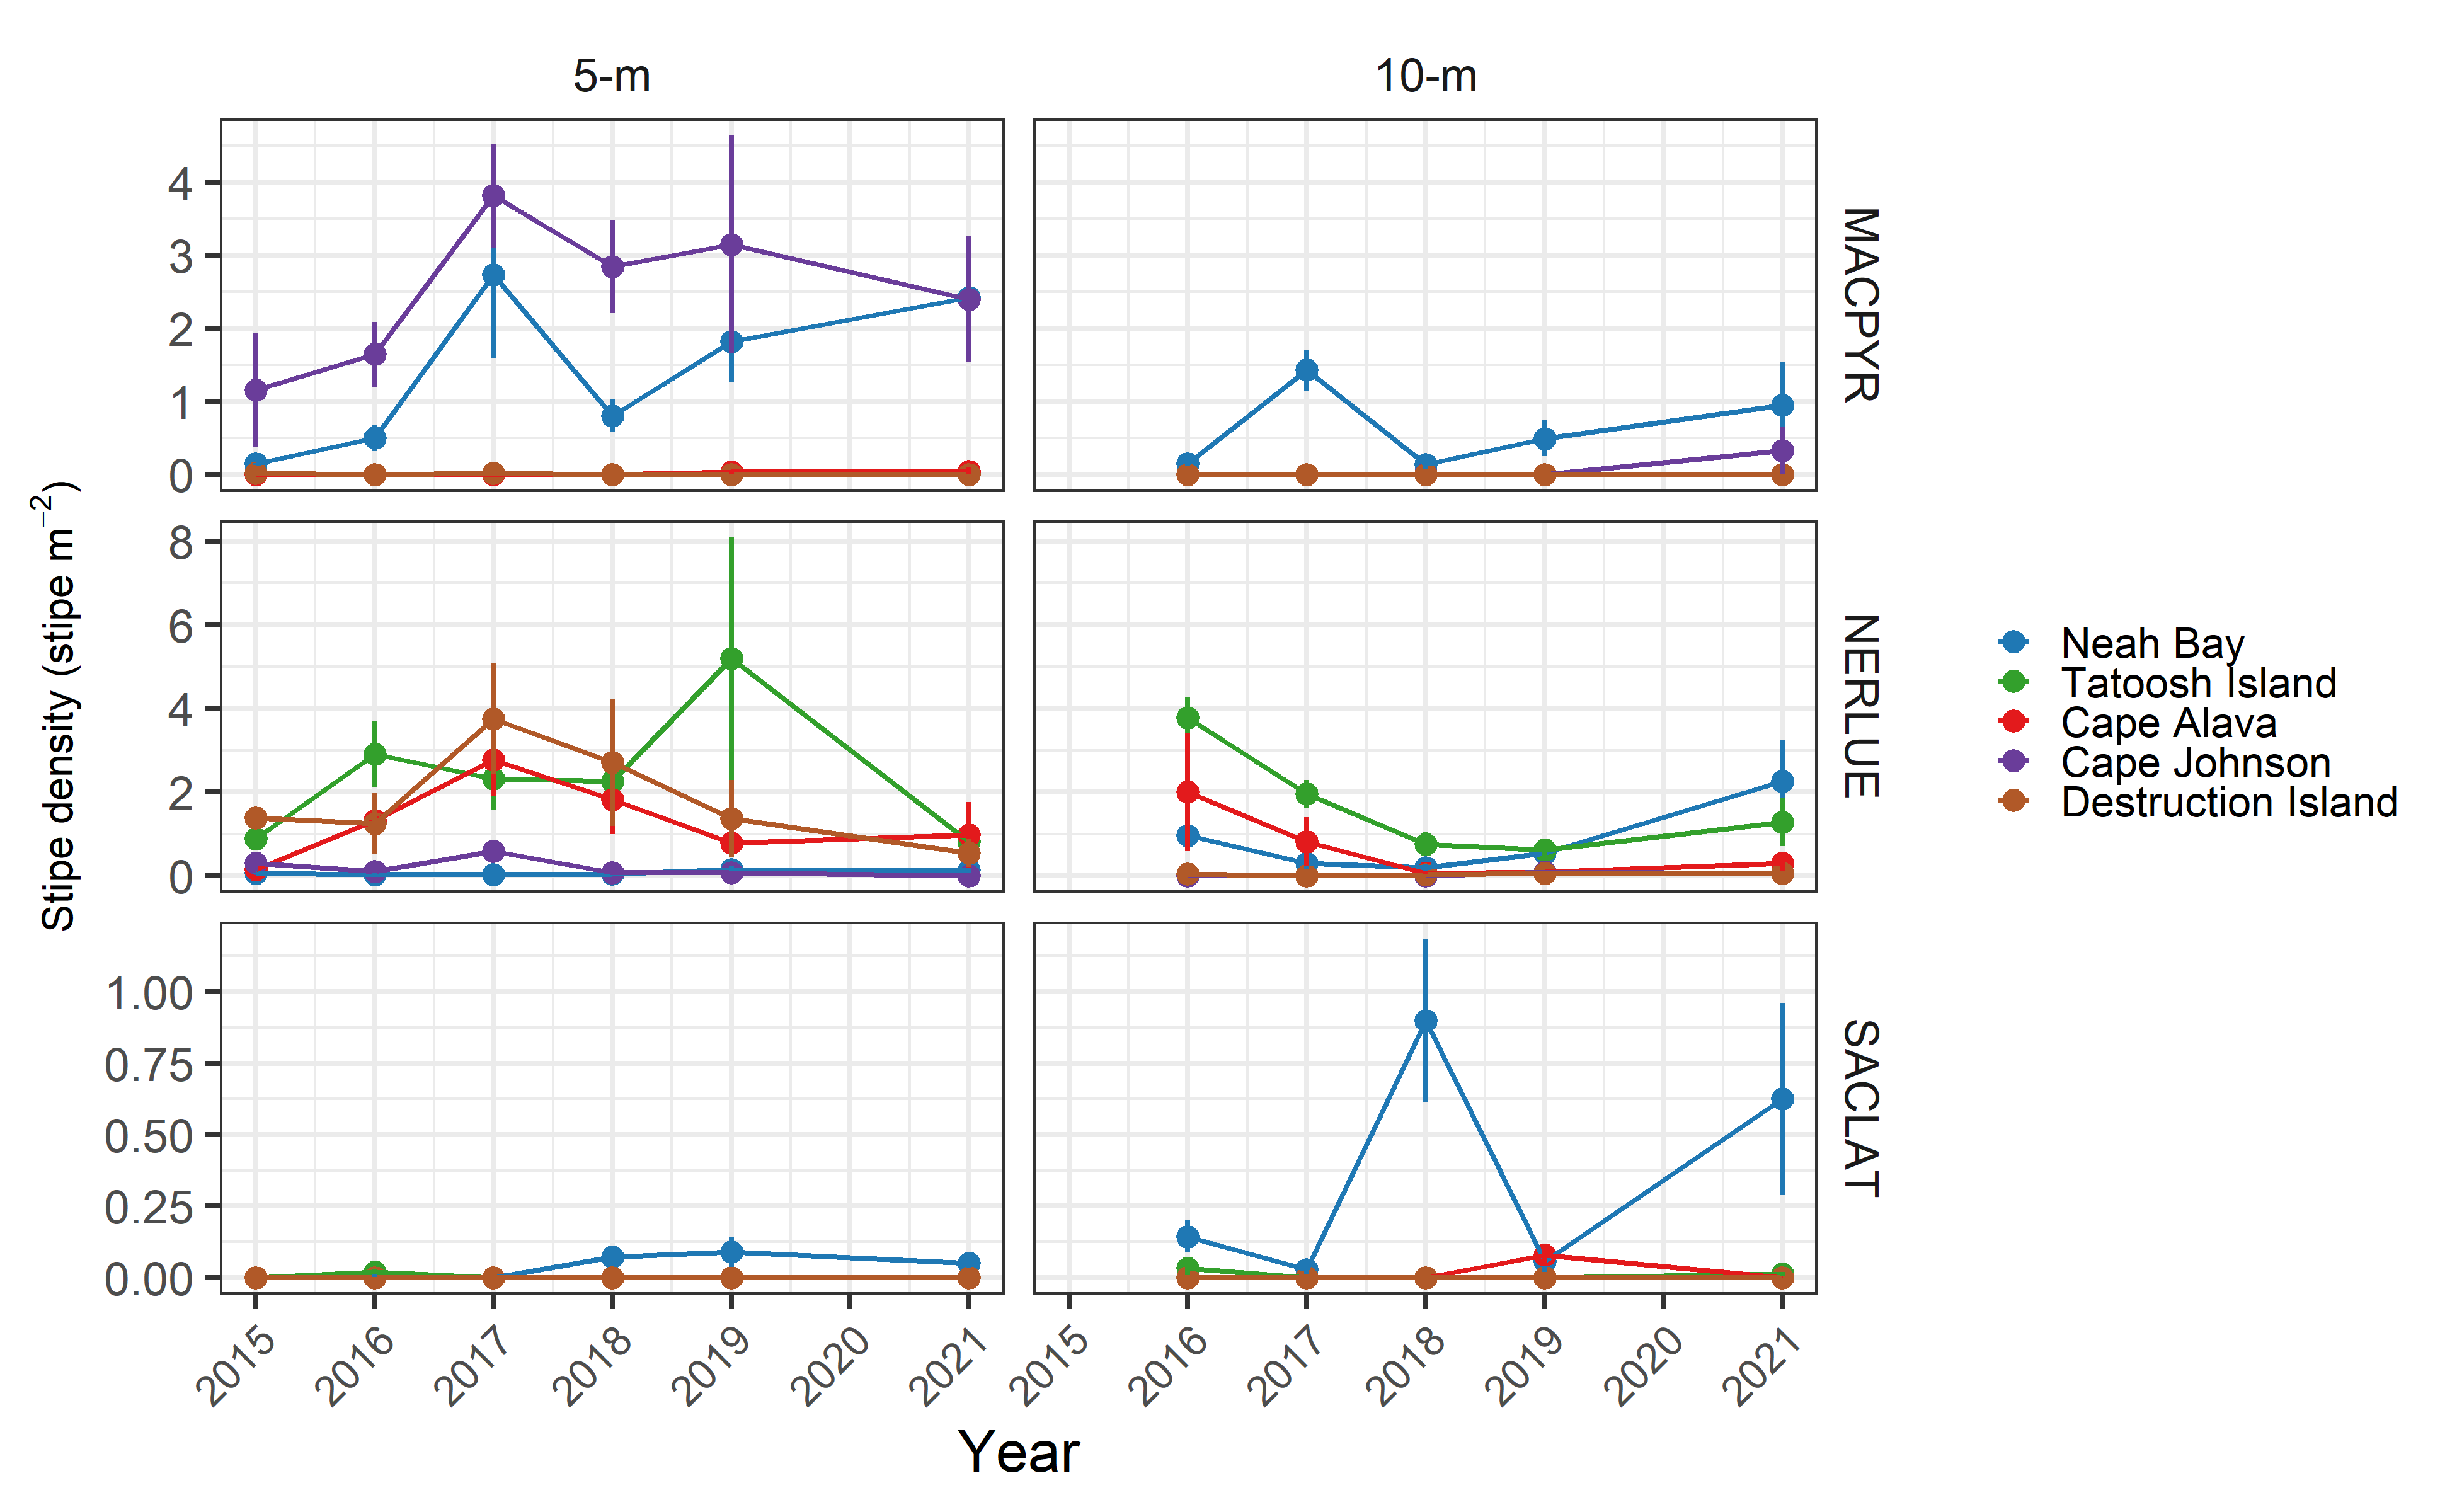 5-m 10-m
Stipe density (stipe m⁻²)
4
3
2
1
0
MACPYR
8
6
4
2
0
NERLUE
1.00
0.75
0.50
0.25
0.00
SACLAT
2015 2016 2017 2018 2019 2020 2021 2015 2016 2017 2018 2019 2020 2021
Year
Neah Bay
Tatoosh Island
Cape Alava
Cape Johnson
Destruction Island